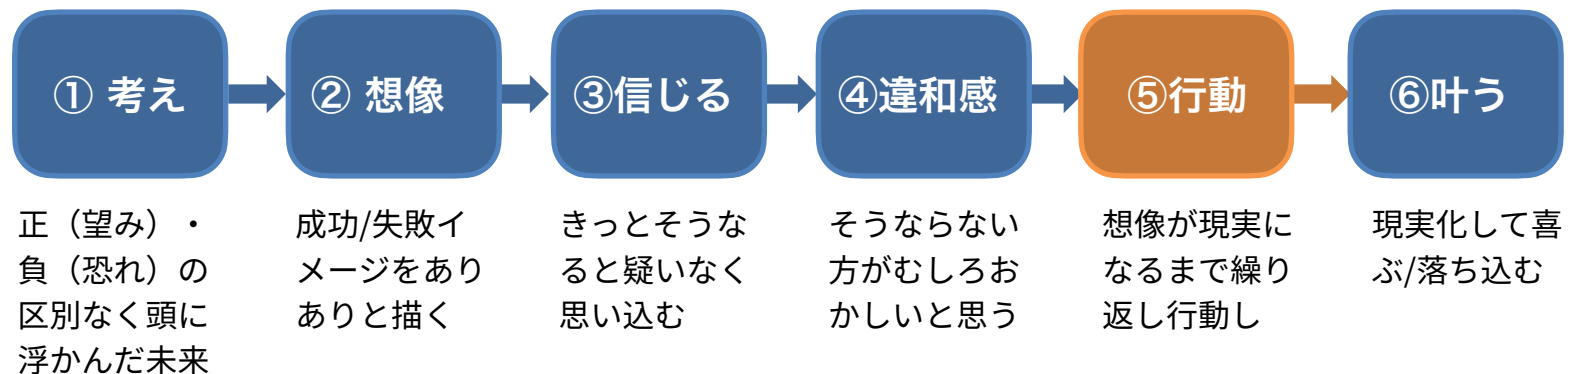 ① 考え
② 想像
③信じる
④違和感
⑤行動
⑥叶う
正（望み）・
負（恐れ）の
区別なく頭に
浮かんだ未来
成功/失敗イ
メージをあり
ありと描く
きっとそうな
ると疑いなく
思い込む
そうならない
方がむしろお
かしいと思う
想像が現実に
なるまで繰り
返し行動し
現実化して喜
ぶ/落ち込む